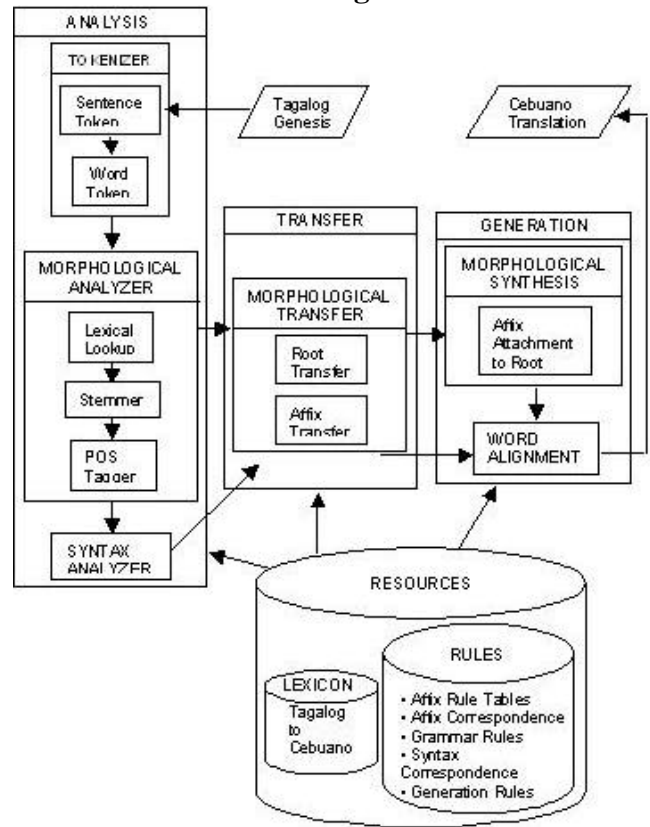 ANALYSIS
TOKENIZER
Sentence
Token
Word
Token
Tagalog
Genesis
Cebuano
Translation
MORPHOLOGICAL
ANALYZER
Lexical
Lookup
Stemmer
POS
Tagger
SYNTAX
ANALYZER
TRANSFER
MORPHOLOGICAL
TRANSFER
Root
Transfer
Affix
Transfer
GENERATION
MORPHOLOGICAL
SYNTHESIS
Affix
Attachment
to Root
WORD
ALIGNMENT
RESOURCES
LEXICON
Tagalog
to
Cebuano
RULES
• Affix Rule Tables
• Affix Correspondence
• Grammar Rules
• Syntax
Correspondence
• Generation Rules